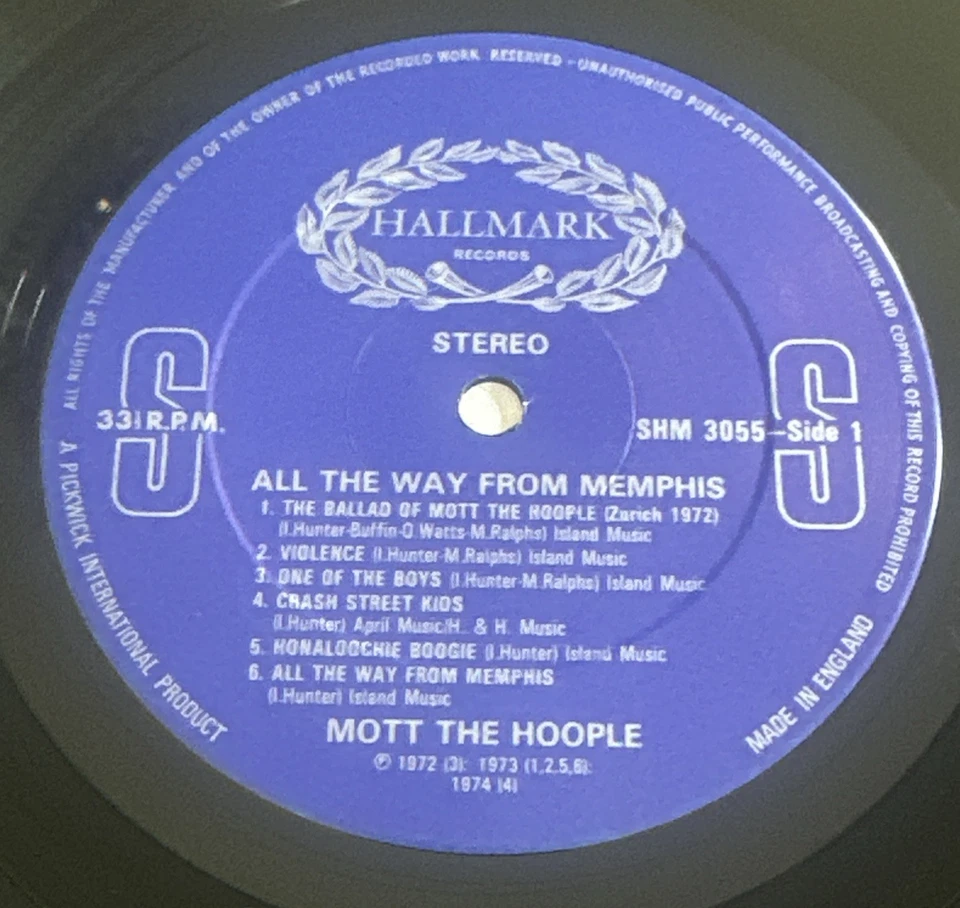 ALL RIGHTS OF THE MANUFACTURER AND OF THE OWNER OF THE RECORDED WORK RESERVED - UNAUTHORISED PUBLIC PERFORMANCE BROADCASTING AND COPYING OF THIS RECORD PROHIBITED
HALLMARK
RECORDS
STEREO
S
S
33⅓ R.P.M.
SHM 3055-Side 1
ALL THE WAY FROM MEMPHIS
1. THE BALLAD OF MOTT THE HOOPLE (Zurich 1972)
(I.Hunter-Buffin-O.Watts-M.Ralphs) Island Music
2. VIOLENCE (I.Hunter-M.Ralphs) Island Music
3. ONE OF THE BOYS (I.Hunter-M.Ralphs) Island Music
4. CRASH STREET KIDS
(I.Hunter) April Music/H. & H. Music
5. HONALOOCHIE BOOGIE (I.Hunter) Island Music
6. ALL THE WAY FROM MEMPHIS
(I.Hunter) Island Music
MOTT THE HOOPLE
℗ 1972 (3): 1973 (1,2,5,6):
1974 (4)
A PICKWICK INTERNATIONAL PRODUCT
MADE IN ENGLAND